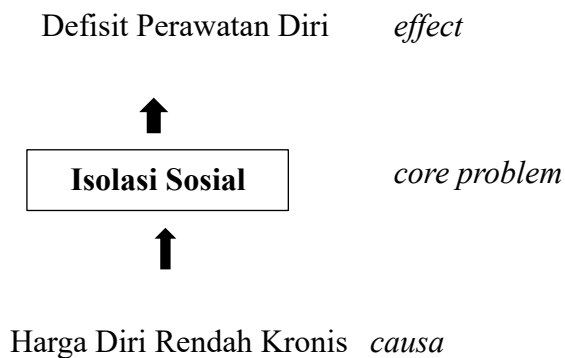 Defisit Perawatan Diri effect
Isolasi Sosial core problem
Harga Diri Rendah Kronis causa